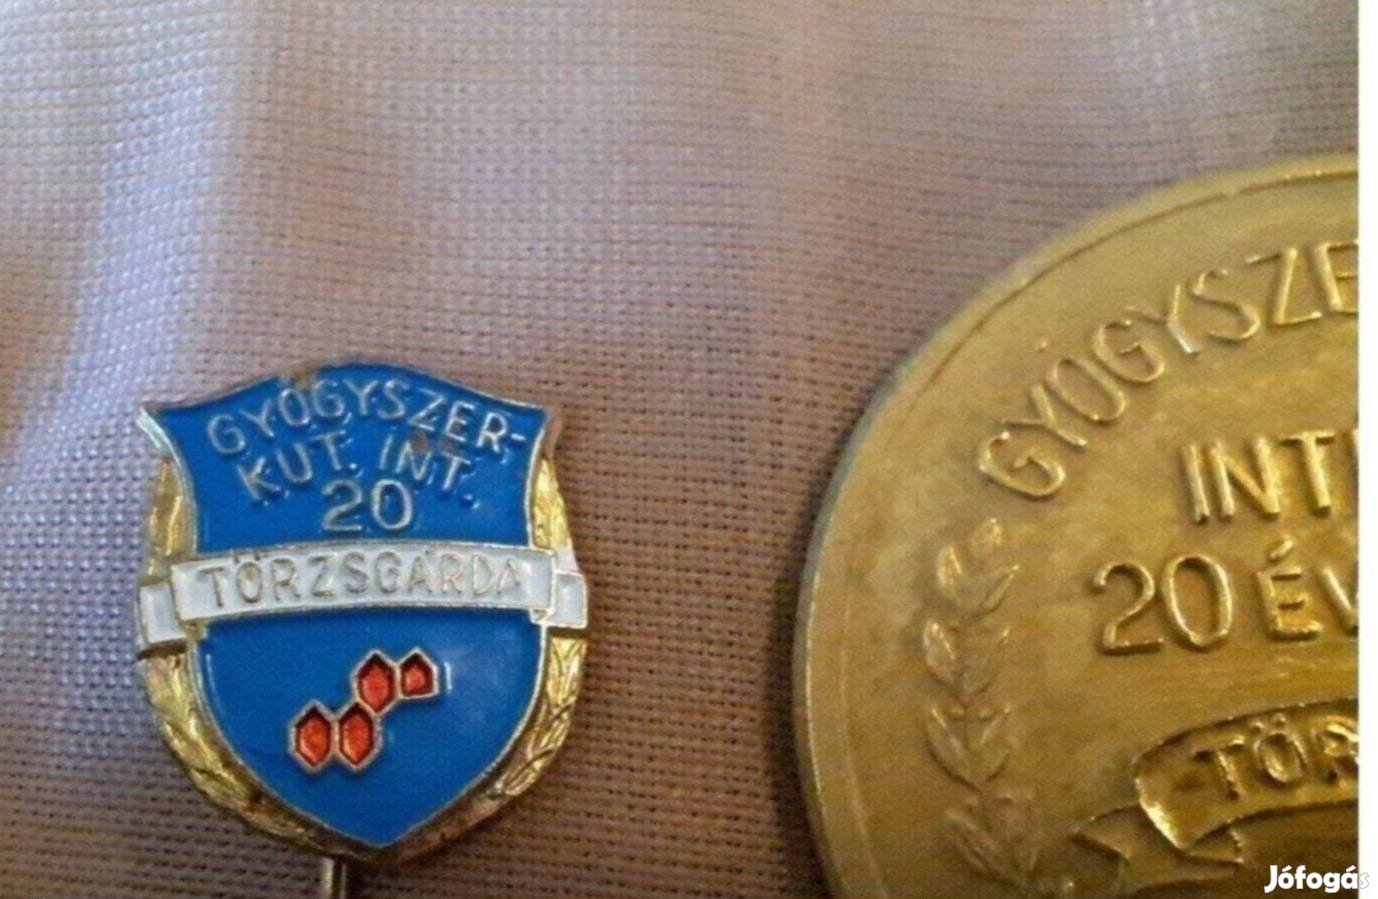 GYÓGYSZER-
KUT. INT.
20
TÖRZSGÁRDA
GYÓGYSZE
INT
20 ÉV
TÖR
Jófogás